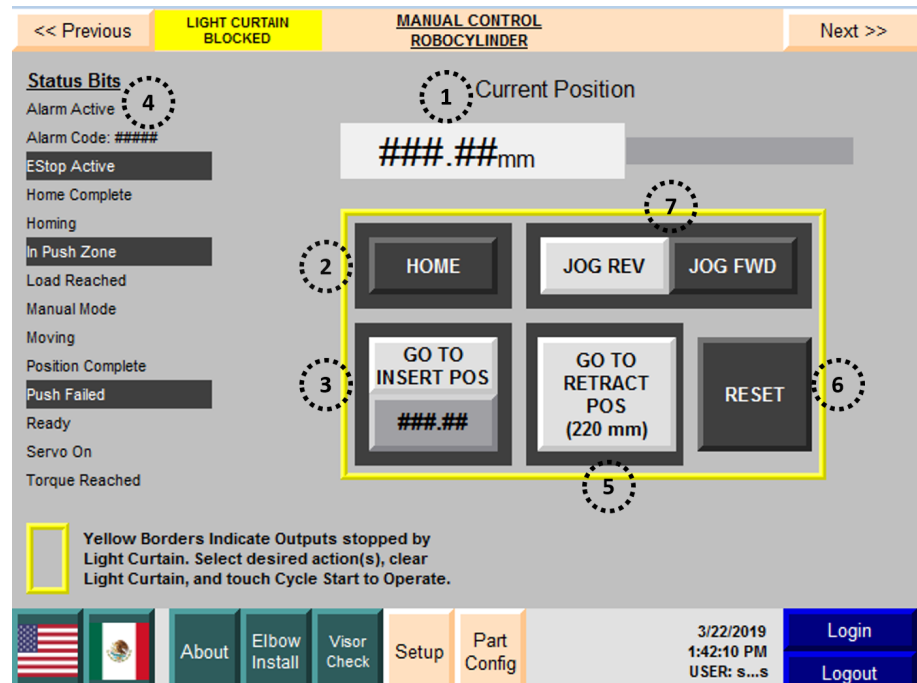 << Previous
LIGHT CURTAIN
BLOCKED
MANUAL CONTROL
ROBOCYLINDER
Next >>
Status Bits
4
Alarm Active
Alarm Code: #####
EStop Active
Home Complete
Homing
In Push Zone
Load Reached
Manual Mode
Moving
Position Complete
Push Failed
Ready
Servo On
Torque Reached
1
Current Position
###.##mm
7
2
HOME
JOG REV
JOG FWD
3
GO TO
INSERT POS
###.##
GO TO
RETRACT
POS
(220 mm)
5
RESET
6
Yellow Borders Indicate Outputs stopped by
Light Curtain. Select desired action(s), clear
Light Curtain, and touch Cycle Start to Operate.
About
Elbow
Install
Visor
Check
Setup
Part
Config
3/22/2019
1:42:10 PM
USER: s...s
Login
Logout